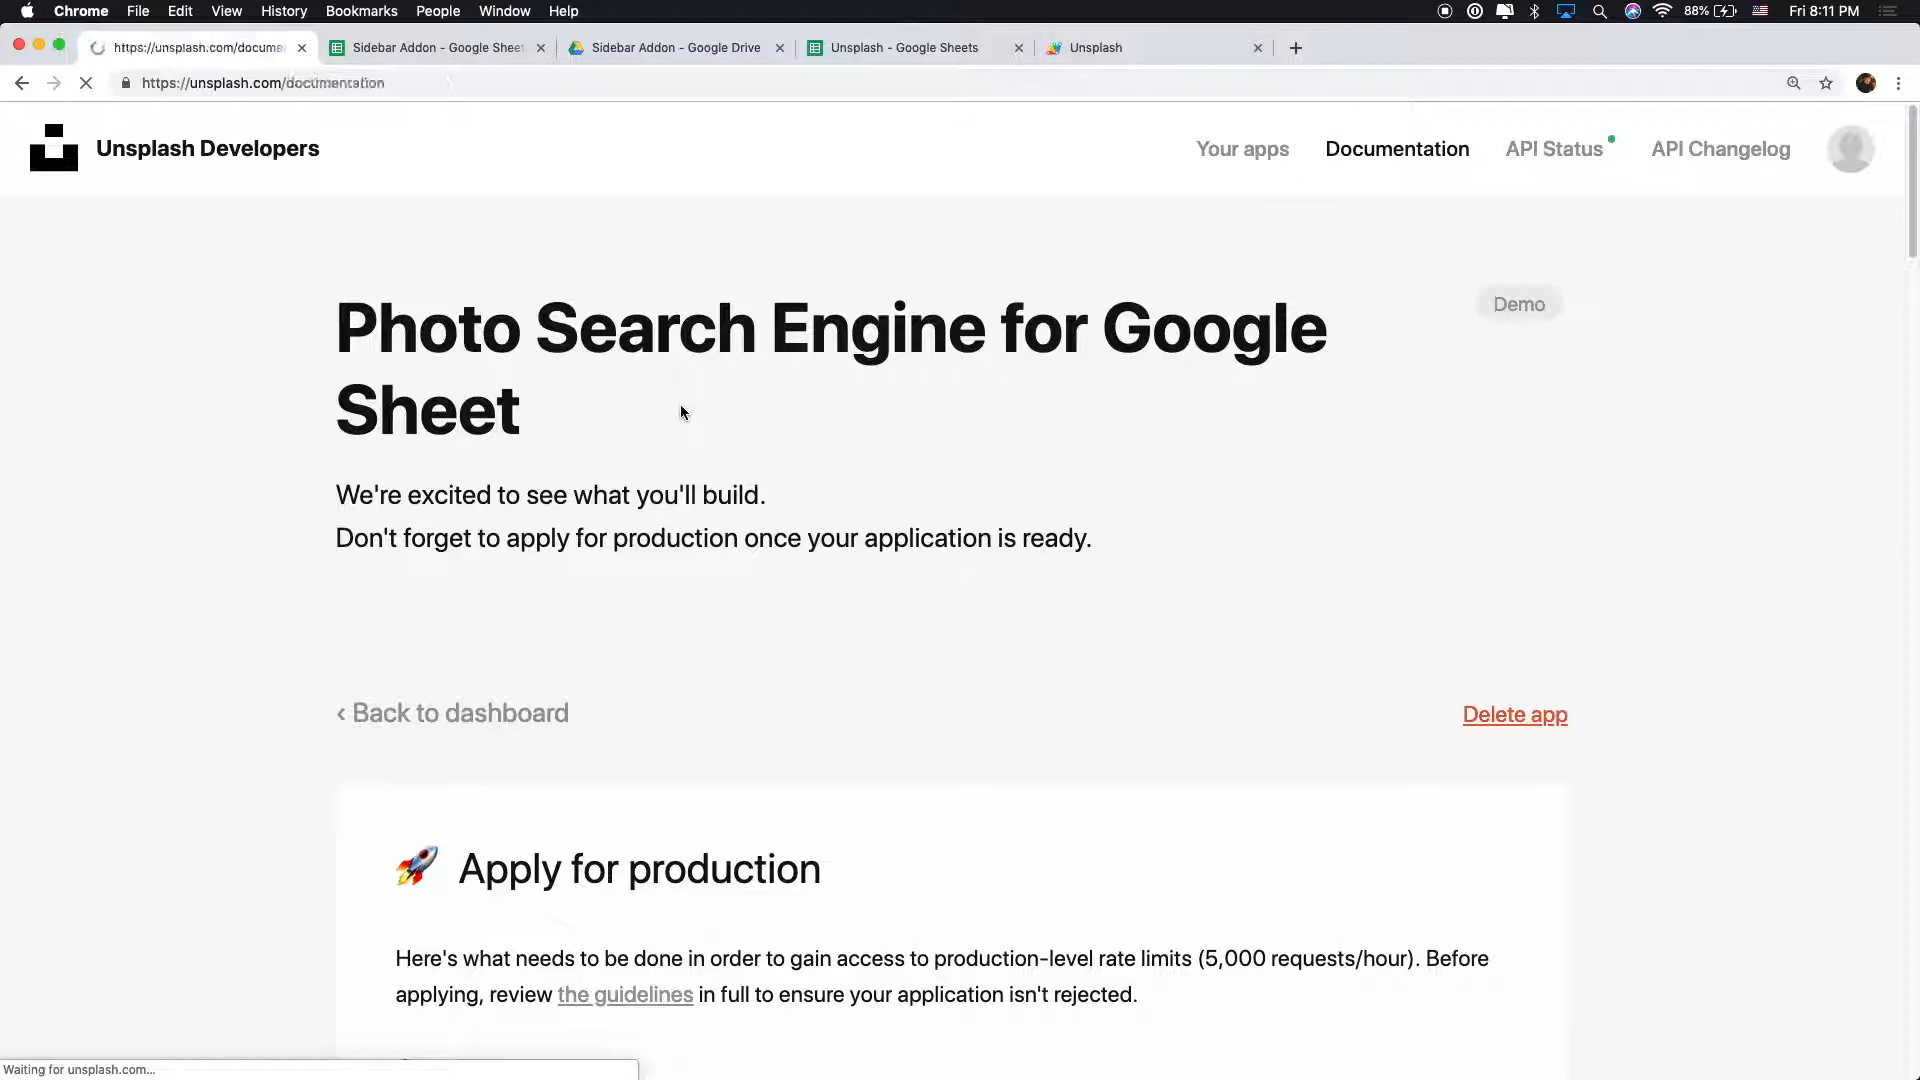 Chrome File Edit View History Bookmarks People Window Help 88% Fri 8:11 PM
https://unsplash.com/docume Sidebar Addon - Google Sheet Sidebar Addon - Google Drive Unsplash - Google Sheets Unsplash
https://unsplash.com/documentation
Unsplash Developers Your apps Documentation API Status API Changelog
Photo Search Engine for Google
Sheet
Demo
We're excited to see what you'll build.
Don't forget to apply for production once your application is ready.
‹ Back to dashboard Delete app
Apply for production
Here's what needs to be done in order to gain access to production-level rate limits (5,000 requests/hour). Before
applying, review the guidelines in full to ensure your application isn't rejected.
Waiting for unsplash.com...